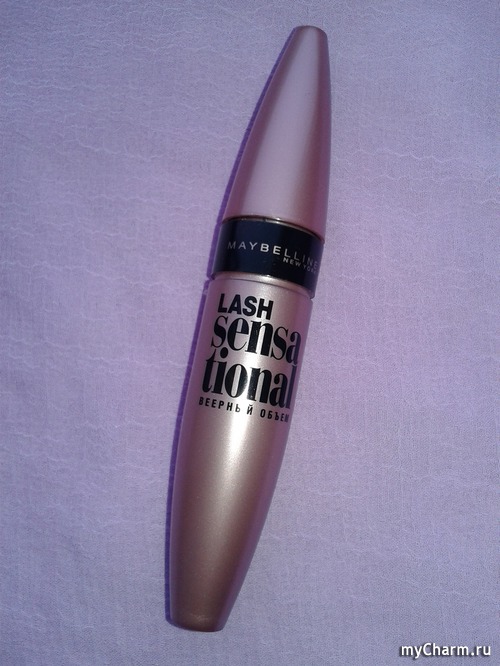 MAYBELLINE
NEW YORK
LASH
sensa
tional
ВЕЕРНЫЙ ОБЪЕМ
myCharm.ru